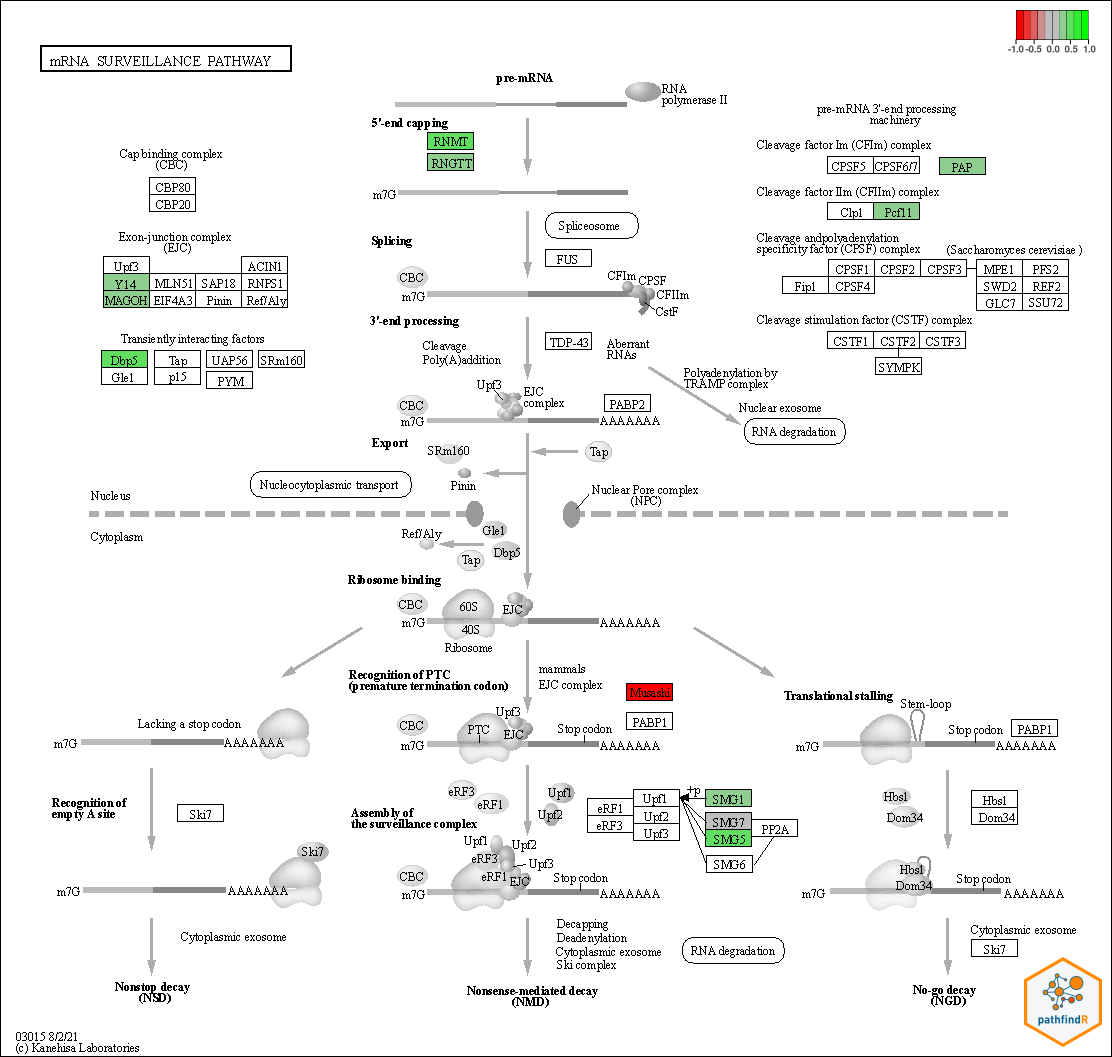 -1.0 -0.5 0.0 0.5 1.0
mRNA SURVEILLANCE PATHWAY
pre-mRNA
RNA
polymerase II
5'-end capping
RNMT
RNGTT
m7G
Cap binding complex
(CBC)
CBP80
CBP20
Exon-junction complex
(EJC)
Upf3 ACIN1
Y14 MLN51 SAP18 RNPS1
MAGOH EIF4A3 Pinin Ref/Aly
Transiently interacting factors
Dbp5 Tap UAP56 SRm160
Gle1 p15 PYM
pre-mRNA 3'-end processing
machinery
Cleavage factor Im (CFIm) complex
CPSF5 CPSF6/7 PAP
Cleavage factor IIm (CFIIm) complex
Clp1 Pcf11
Cleavage andpolyadenylation
specificity factor (CPSF) complex
(Saccharomyces cerevisiae )
CPSF1 CPSF2 CPSF3 MPE1 PFS2
Fip1 CPSF4 SWD2 REF2
GLC7 SSU72
Cleavage stimulation factor (CSTF) complex
CSTF1 CSTF2 CSTF3
SYMPK
Spliceosome
Splicing
FUS
CBC
m7G
CFIm CPSF
CFIIm
CstF
3'-end processing
Cleavage
Poly(A)addition
TDP-43
Aberrant
RNAs
Polyadenylation by
TRAMP complex
Nuclear exosome
RNA degradation
Upf3
EJC
complex
CBC
PABP2
m7G
AAAAAAA
Export
SRm160
Tap
Pinin
Nucleocytoplasmic transport
Nucleus
Nuclear Pore complex
(NPC)
Cytoplasm
Ref/Aly
Gle1
Dbp5
Tap
Ribosome binding
CBC
60S
EJC
m7G
40S
AAAAAAA
Ribosome
Recognition of PTC
(premature termination codon)
mammals
EJC complex
Musashi
PABP1
Upf3
CBC
PTC
EJC
Stop codon
m7G
AAAAAAA
Lacking a stop codon
m7G
AAAAAAA
Translational stalling
Stem-loop
Stop codon
PABP1
m7G
AAAAAAA
Recognition of
empty A site
Ski7
Ski7
m7G
AAAAAAA
Cytoplasmic exosome
Nonstop decay
(NSD)
eRF3
eRF1
Upf1
Upf2
Assembly of
the surveillance complex
eRF1 Upf1 +p SMG1
eRF3 Upf2 SMG7
Upf3 SMG5 PP2A
SMG6
Upf1
Upf2
eRF3
Upf3
CBC
eRF1
EJC
Stop codon
m7G
AAAAAAA
Decapping
Deadenylation
Cytoplasmic exosome
Ski complex
RNA degradation
Nonsense-mediated decay
(NMD)
Hbs1
Dom34
Hbs1
Dom34
Hbs1
Dom34
Stop codon
m7G
AAAAAAA
Cytoplasmic exosome
Ski7
No-go decay
(NGD)
pathfindR
03015 8/2/21
(c) Kanehisa Laboratories